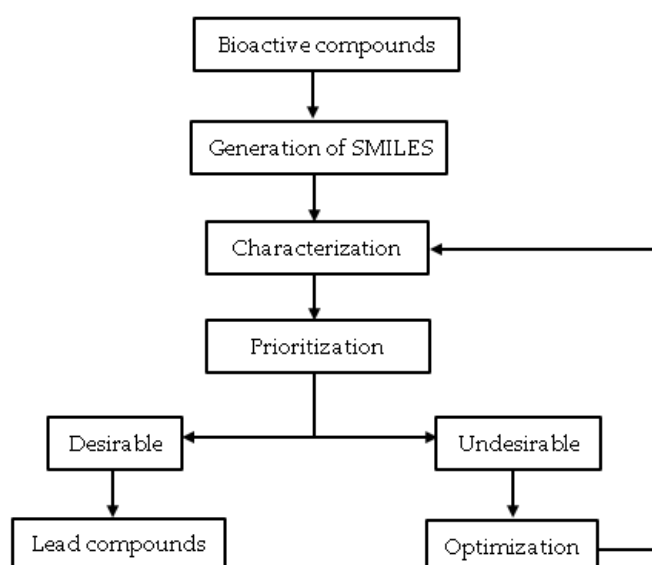 Bioactive compounds
Generation of SMILES
Characterization
Prioritization
Desirable
Undesirable
Lead compounds
Optimization